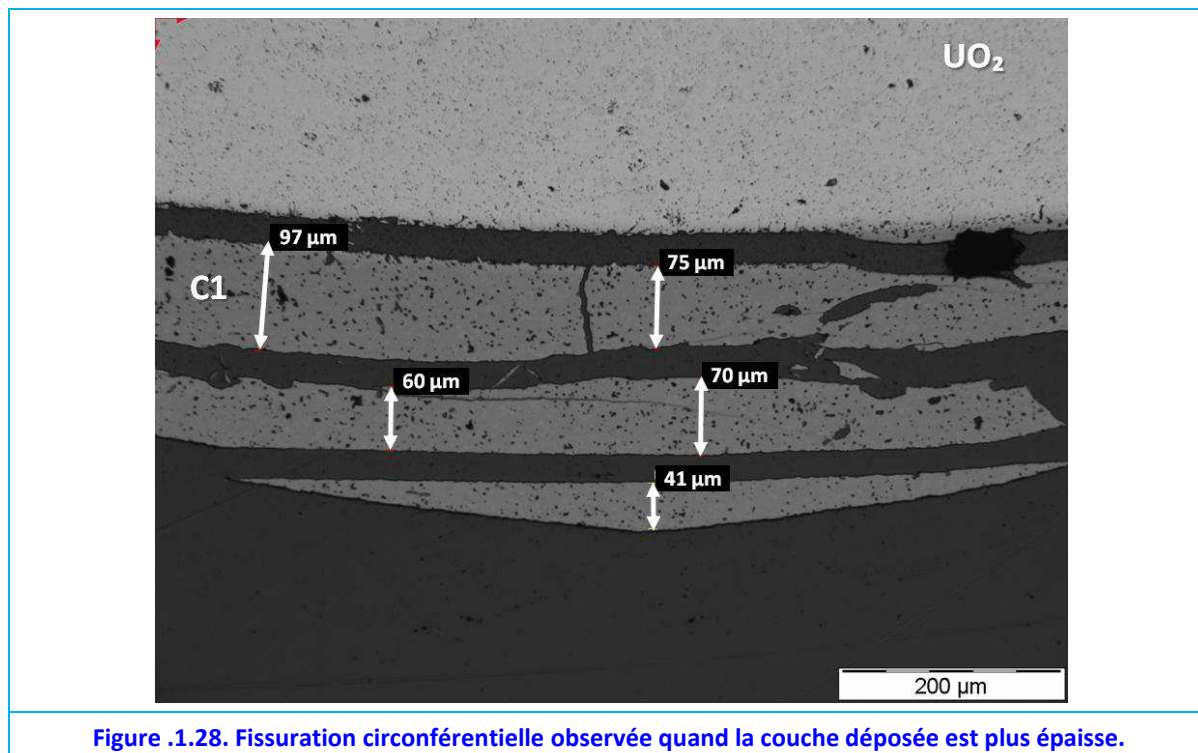 UO₂
97 µm
75 µm
C1
60 µm
70 µm
41 µm
200 µm
Figure .1.28. Fissuration circonférentielle observée quand la couche déposée est plus épaisse.